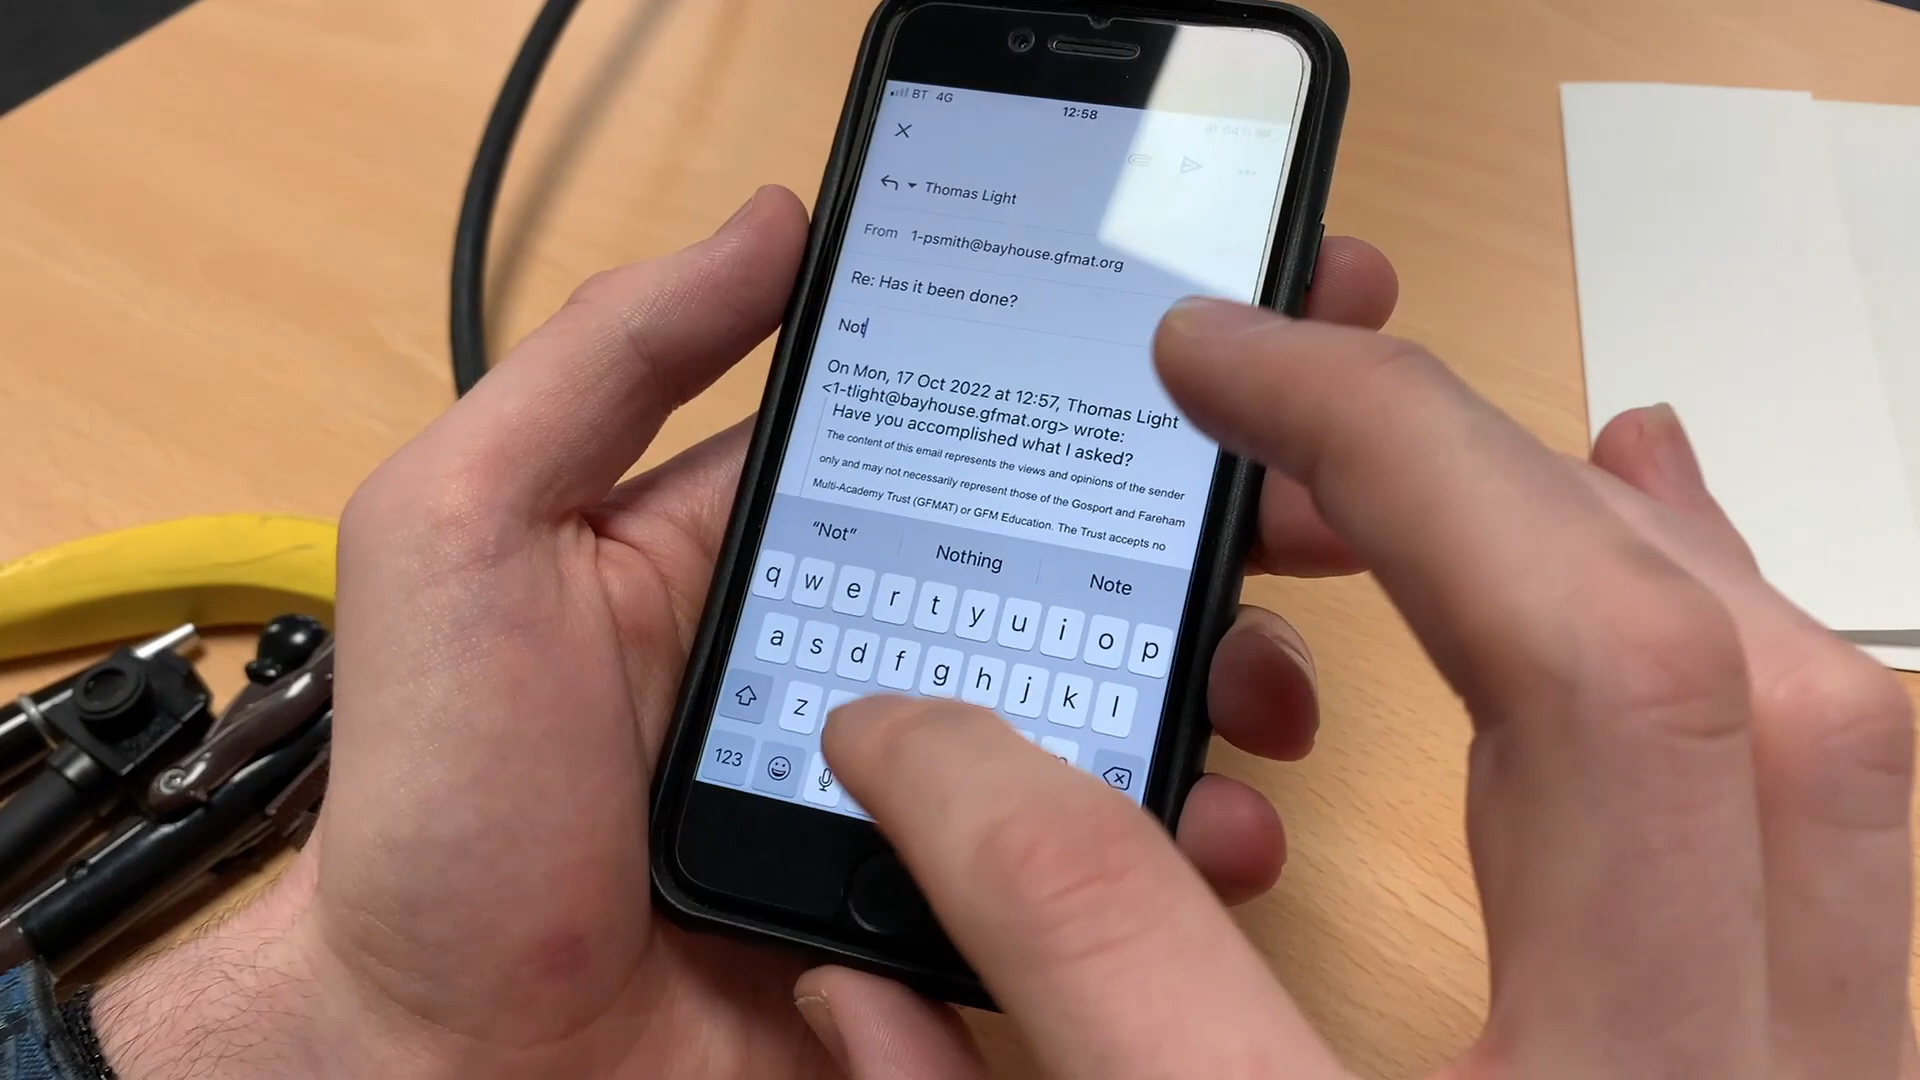 BT 4G
12:58
64%
Thomas Light
From 1-psmith@bayhouse.gfmat.org
Re: Has it been done?
Not
On Mon, 17 Oct 2022 at 12:57, Thomas Light
<1-tlight@bayhouse.gfmat.org> wrote:
Have you accomplished what I asked?
The content of this email represents the views and opinions of the sender
only and may not necessarily represent those of the Gosport and Fareham
Multi-Academy Trust (GFMAT) or GFM Education. The Trust accepts no
“Not” Nothing Note
q w e r t y u i o p
a s d f g h j k l
z
123